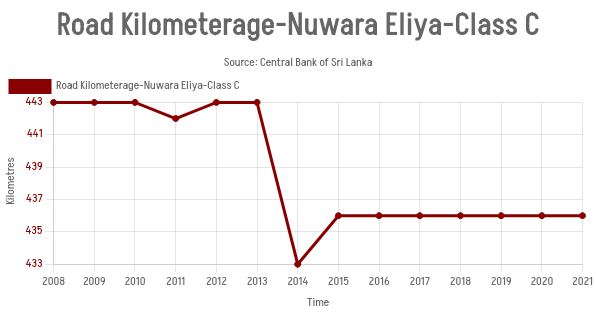 Road Kilometerage-Nuwara Eliya-Class C
Source: Central Bank of Sri Lanka
Road Kilometerage-Nuwara Eliya-Class C
443
441
439
437
435
433
Kilometres
2008 2009 2010 2011 2012 2013 2014 2015 2016 2017 2018 2019 2020 2021
Time